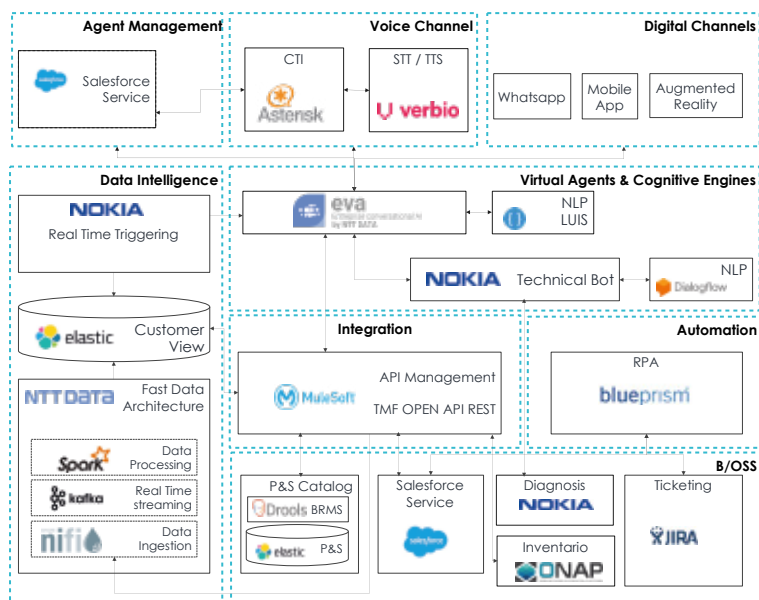 Agent Management
Voice Channel
Digital Channels
salesforce
Salesforce
Service
CTI
Asterisk
STT / TTS
verbio
Whatsapp
Mobile
App
Augmented
Reality
Data Intelligence
NOKIA
Real Time Triggering
elastic
Customer
View
NTT DATA
Fast Data
Architecture
Spark
Data
Processing
kafka
Real Time
streaming
nifi
Data
Ingestion
Virtual Agents & Cognitive Engines
eva
by NTT DATA
NLP
LUIS
NOKIA
Technical Bot
NLP
Dialogflow
Integration
MuleSoft
API Management
TMF OPEN API REST
Automation
RPA
blueprism
B/OSS
P&S Catalog
Drools BRMS
elastic
P&S
Salesforce
Service
salesforce
Diagnosis
NOKIA
Inventario
ONAP
Ticketing
JIRA